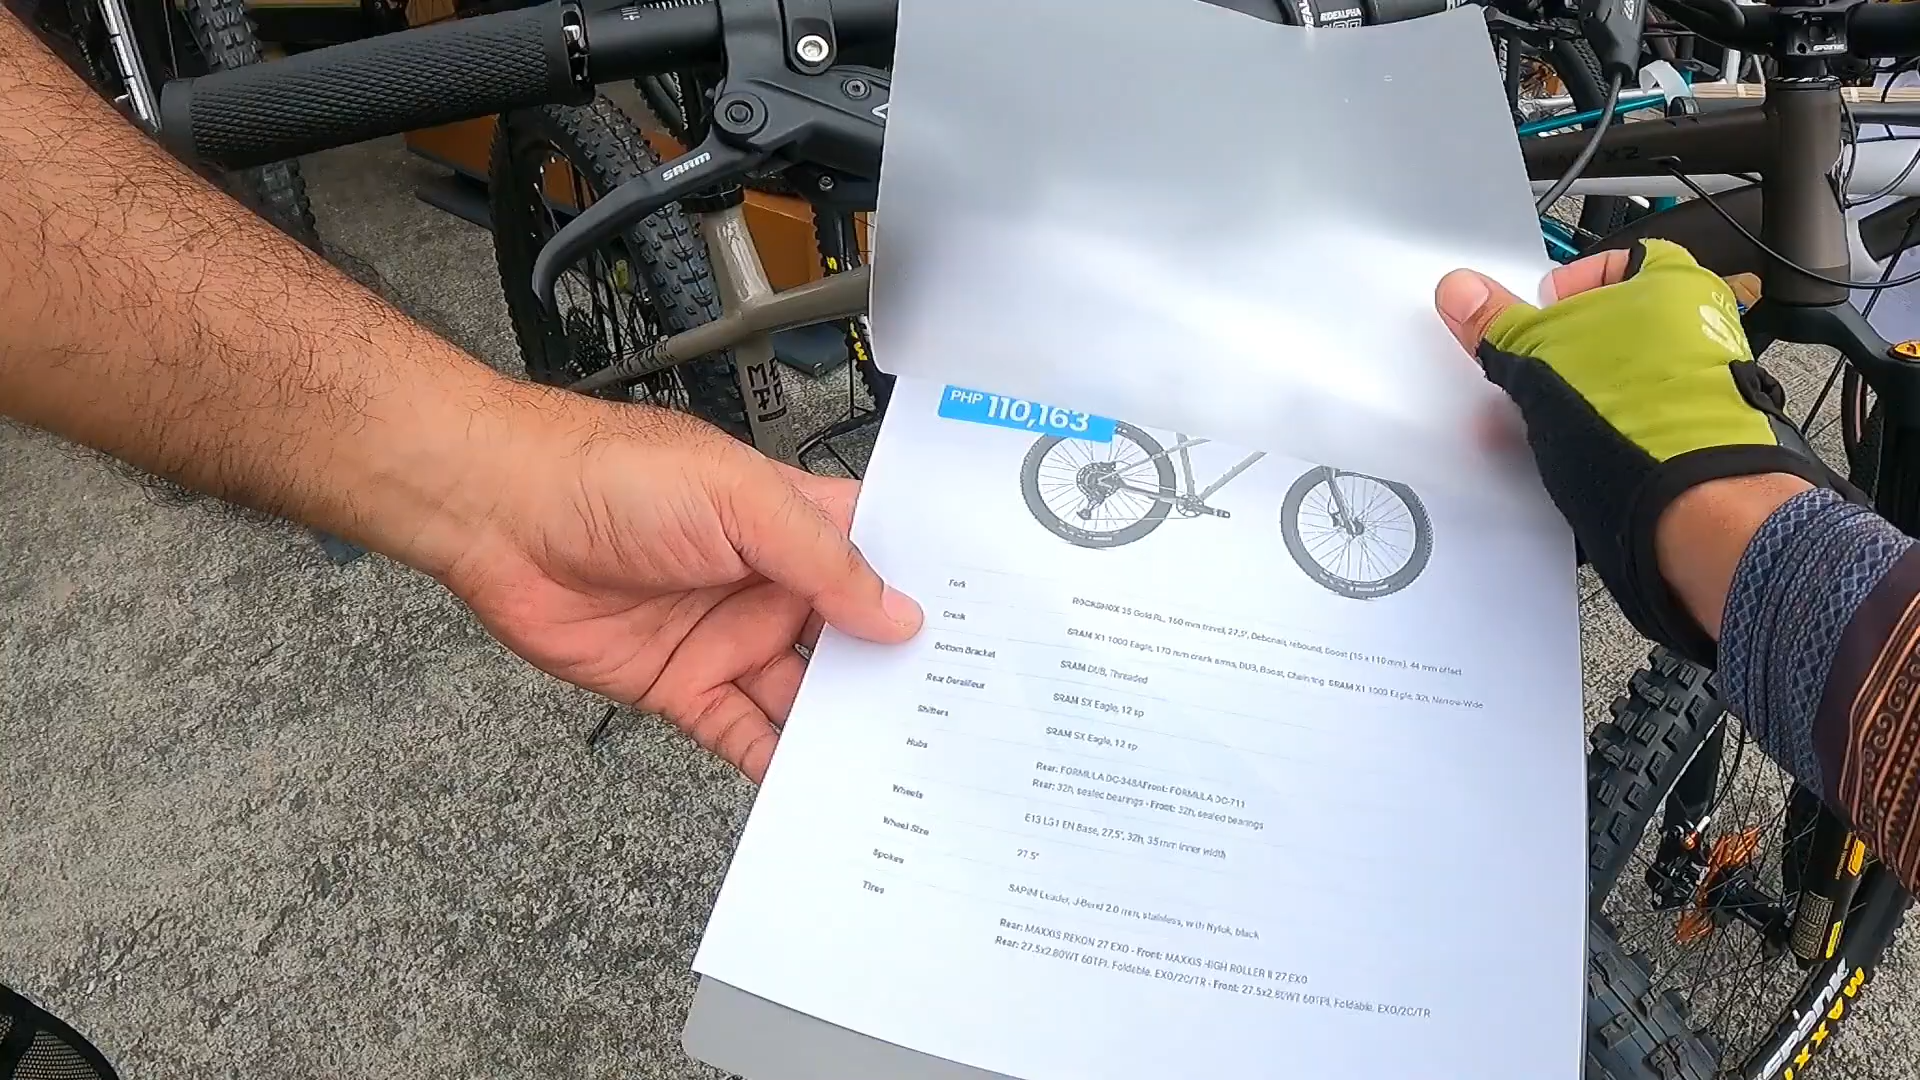 RIDEALPHA
SRAM
SPANK
X2
PHP 110,163
Fork
ROCKSHOX 35 Gold RL, 160 mm travel, 27.5", DebonAir, rebound, Boost (15 x 110 mm), 44 mm offset
Crank
SRAM X1 1000 Eagle, 170 mm crank arms, DUB, Boost, Chainring: SRAM X1 1000 Eagle, 32t, Narrow-Wide
Bottom Bracket
SRAM DUB, Threaded
Rear Derailleur
SRAM SX Eagle, 12 sp
Shifters
SRAM SX Eagle, 12 sp
Hubs
Rear: FORMULA DC-348AFront: FORMULA DC-711
Rear: 32h, sealed bearings - Front: 32h, sealed bearings
Wheels
E13 LG1 EN Base, 27,5", 32h, 35 mm inner width
Wheel Size
27.5"
Spokes
SAPIM Leader, J-Bend 2.0 mm, stainless, with Nylok, black
Tires
Rear: MAXXIS REKON 27 EXO - Front: MAXXIS HIGH ROLLER II 27 EXO
Rear: 27.5x2.80WT 60TPI, Foldable, EXO/2C/TR - Front: 27.5x2.80WT 60TPI, Foldable, EXO/2C/TR
MAXXI